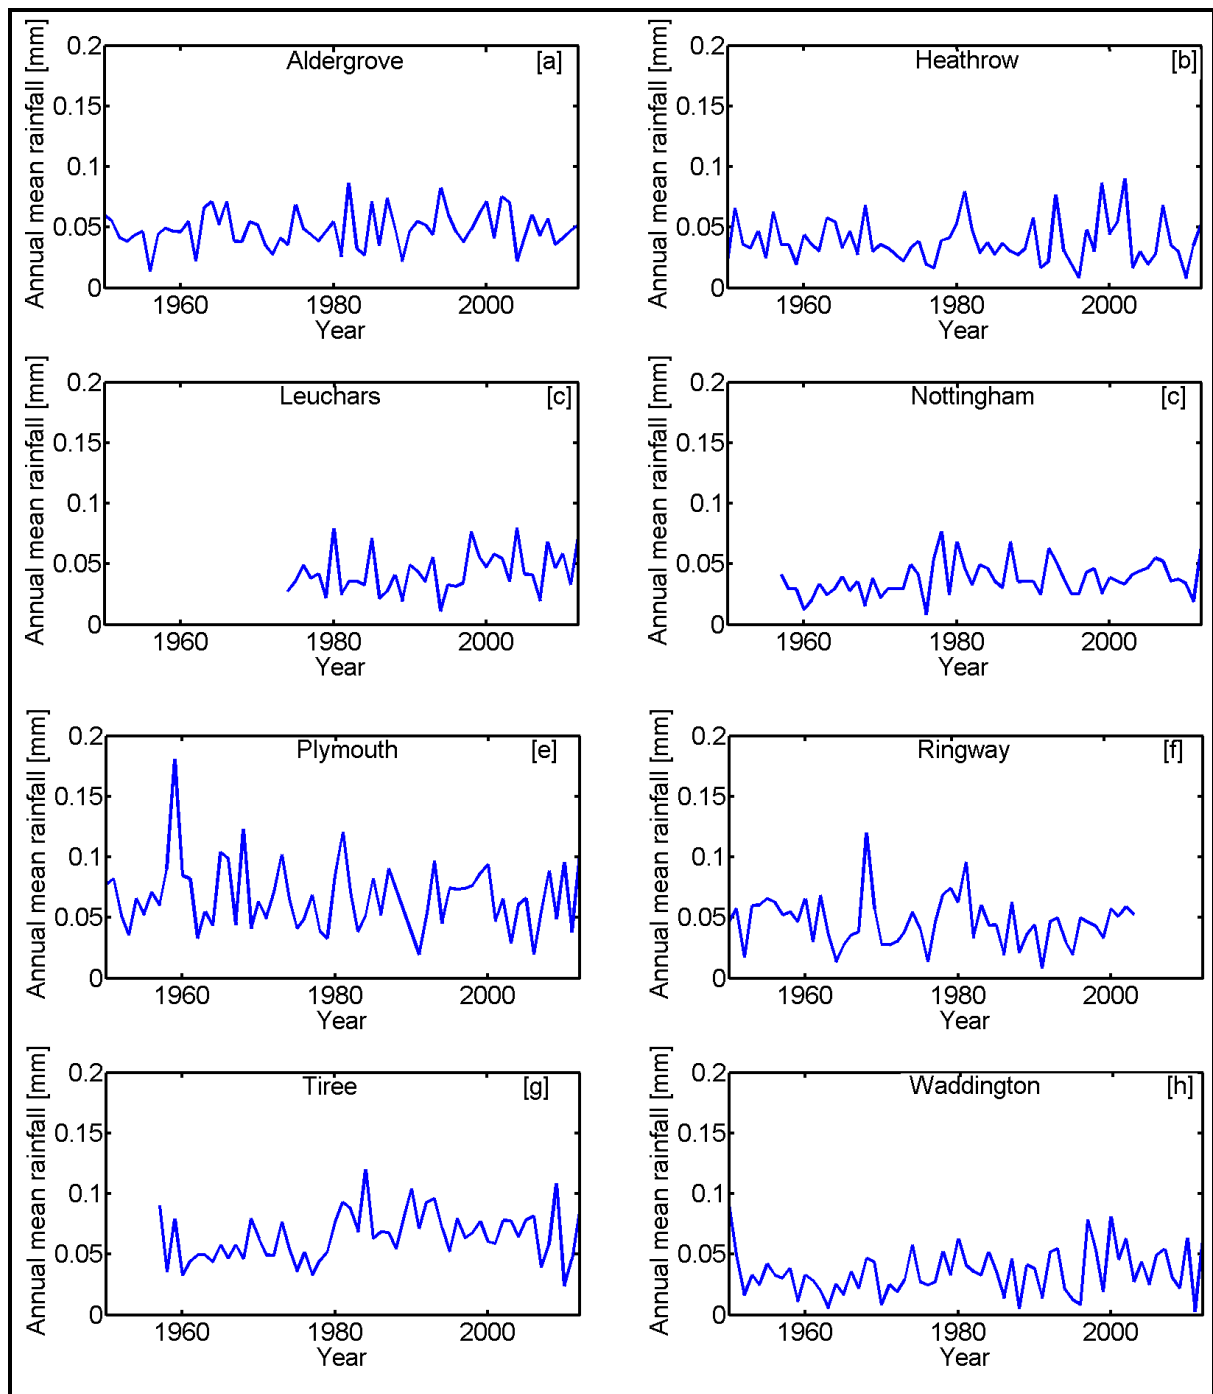 Annual mean rainfall [mm]
0.2
0.15
0.1
0.05
0
Aldergrove [a]
1960 1980 2000
Year
Annual mean rainfall [mm]
0.2
0.15
0.1
0.05
0
Heathrow [b]
1960 1980 2000
Year
Annual mean rainfall [mm]
0.2
0.15
0.1
0.05
0
Leuchars [c]
1960 1980 2000
Year
Annual mean rainfall [mm]
0.2
0.15
0.1
0.05
0
Nottingham [c]
1960 1980 2000
Year
Annual mean rainfall [mm]
0.2
0.15
0.1
0.05
0
Plymouth [e]
1960 1980 2000
Year
Annual mean rainfall [mm]
0.2
0.15
0.1
0.05
0
Ringway [f]
1960 1980 2000
Year
Annual mean rainfall [mm]
0.2
0.15
0.1
0.05
0
Tiree [g]
1960 1980 2000
Year
Annual mean rainfall [mm]
0.2
0.15
0.1
0.05
0
Waddington [h]
1960 1980 2000
Year